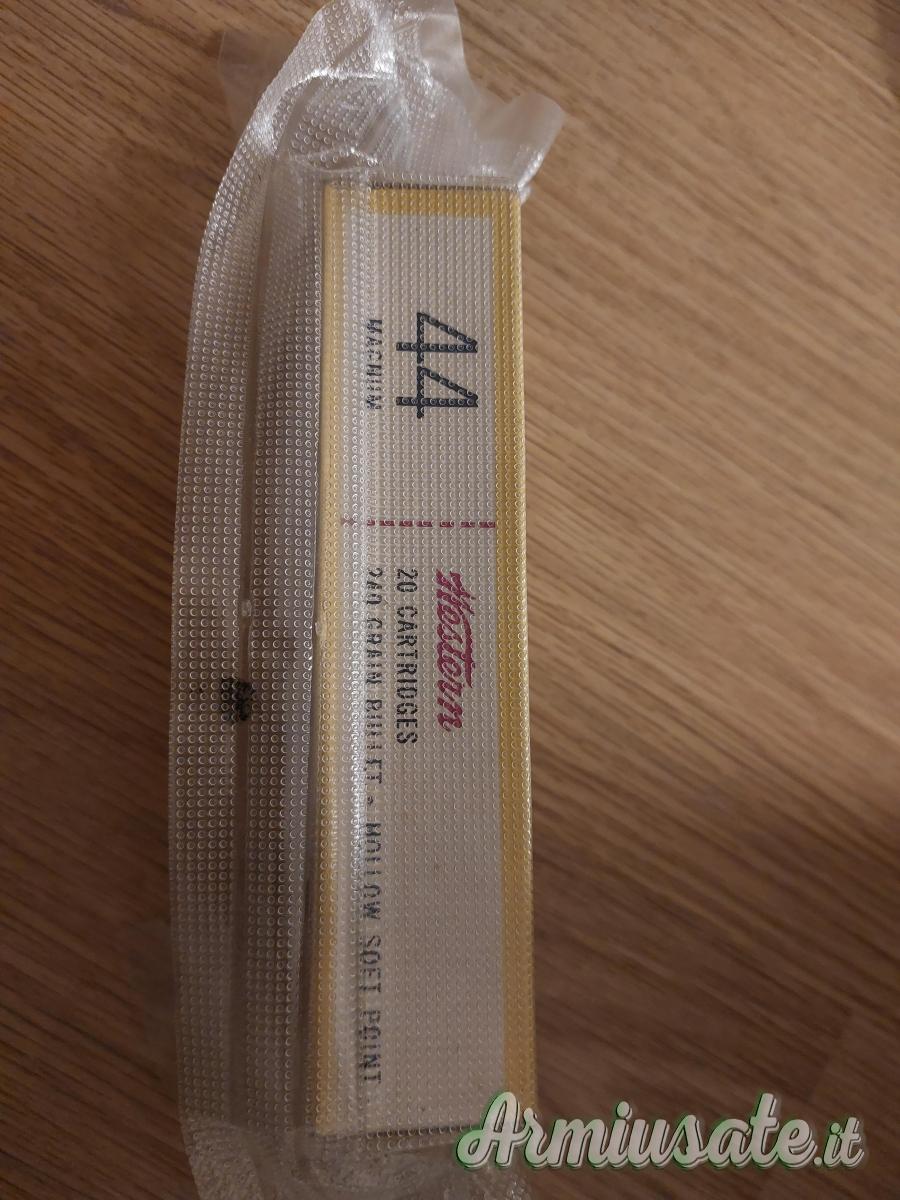 44
MAGNUM
Western
20 CARTRIDGES
240 GRAIN BULLET • HOLLOW SOFT POINT
Armiusate.it